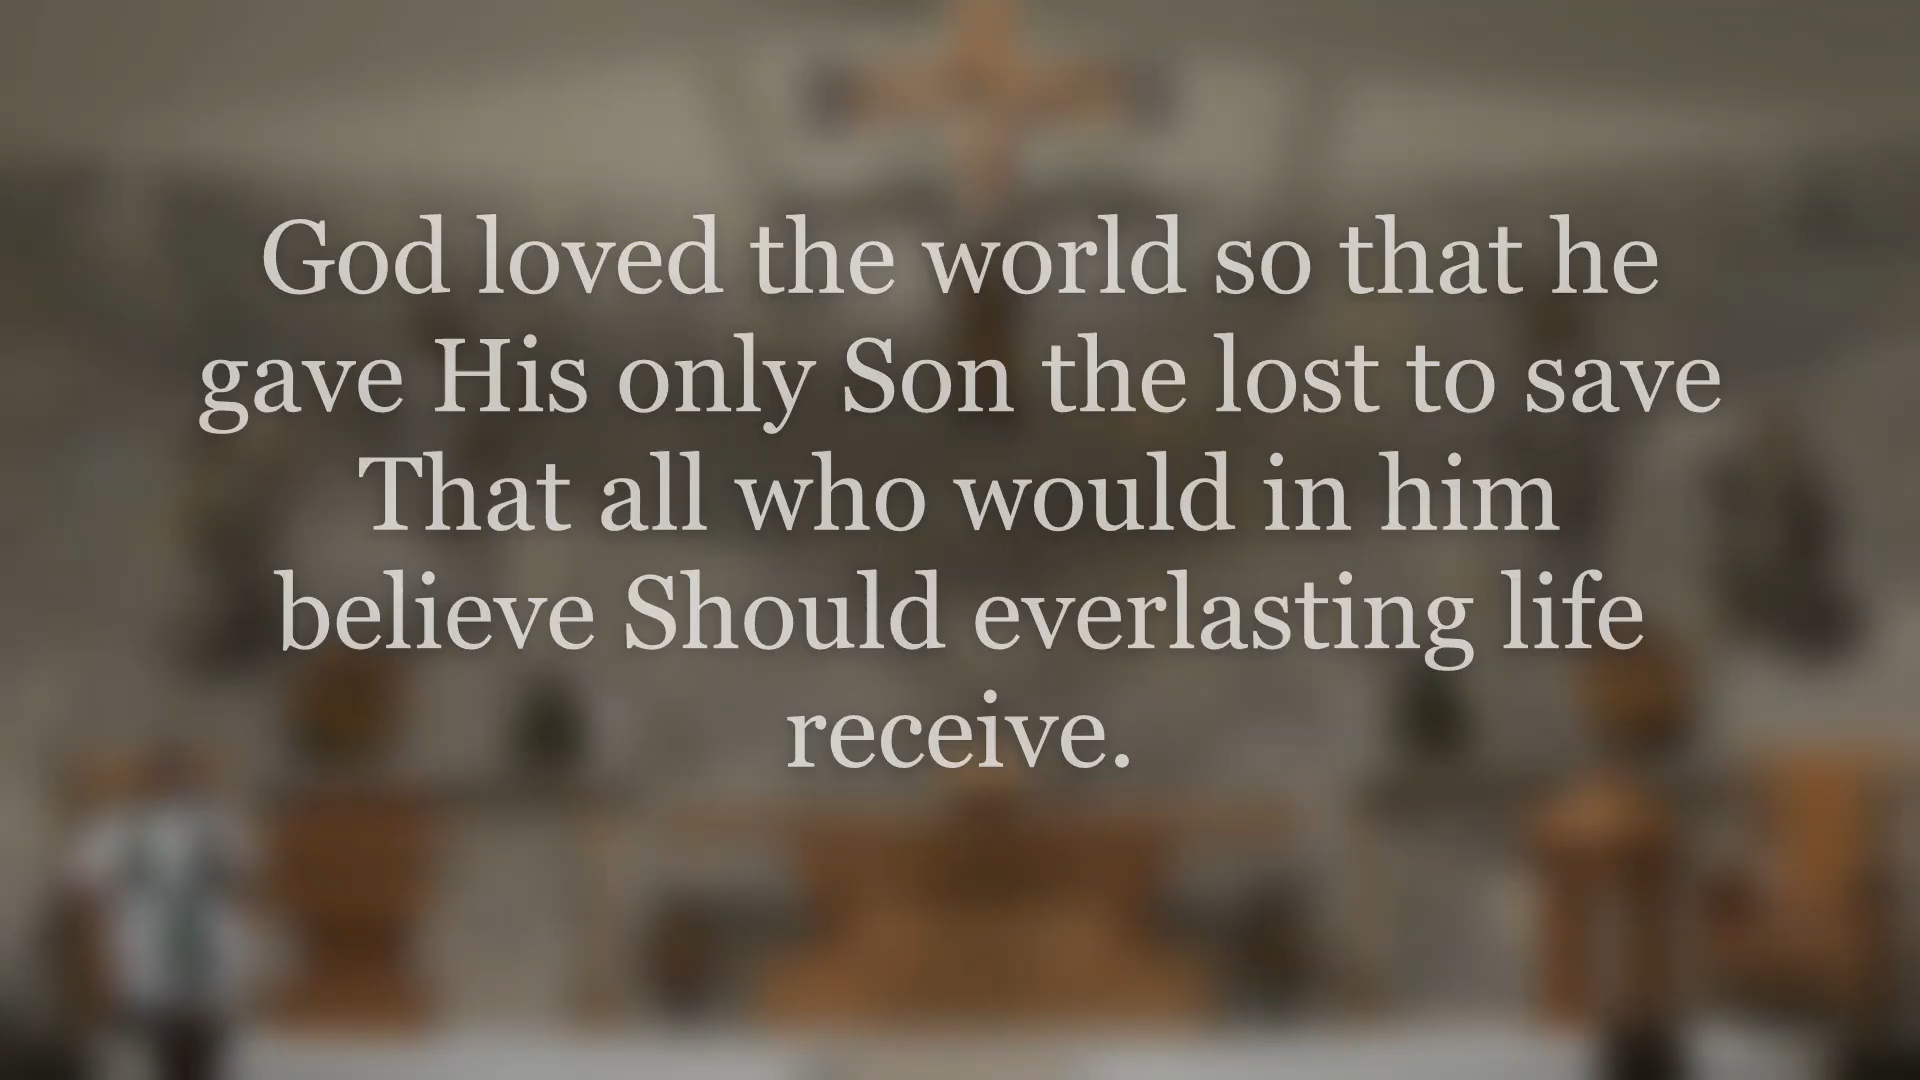 God loved the world so that he
gave His only Son the lost to save
That all who would in him
believe Should everlasting life
receive.